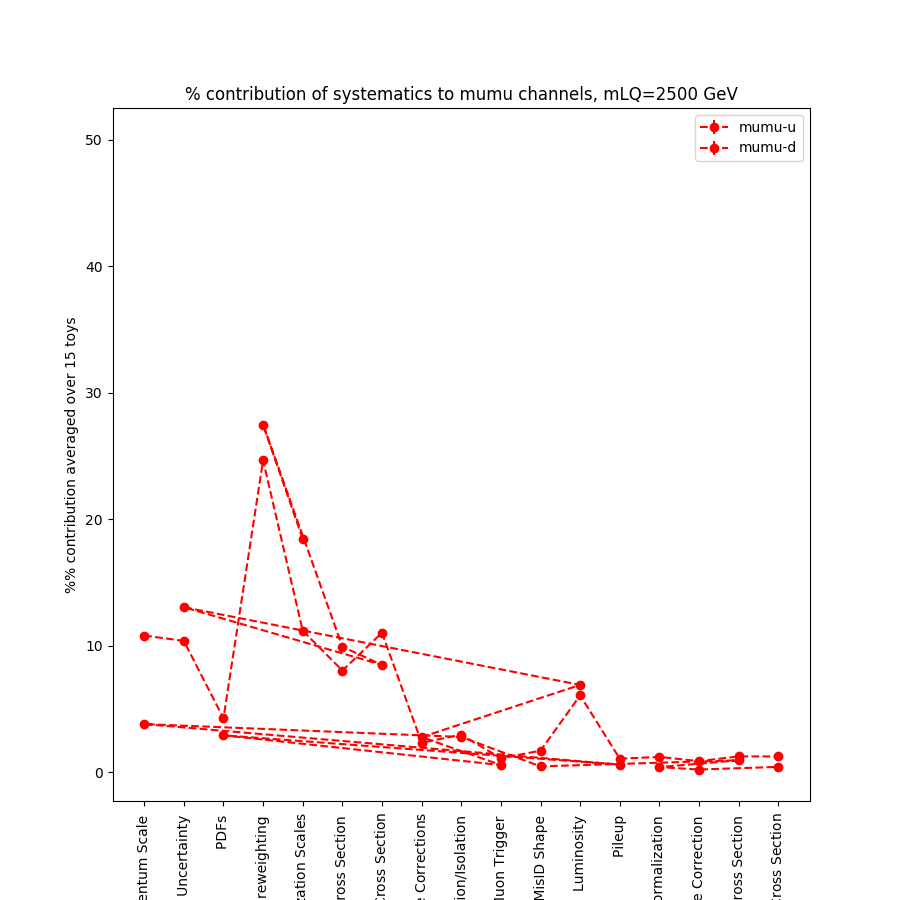 % contribution of systematics to mumu channels, mLQ=2500 GeV
mumu-u
mumu-d
50
40
30
20
10
0
%% contribution averaged over 15 toys
entum Scale
Uncertainty
PDFs
reweighting
zation Scales
ross Section
Cross Section
e Corrections
ion/Isolation
uon Trigger
MisID Shape
Luminosity
Pileup
ormalization
e Correction
ross Section
Cross Section